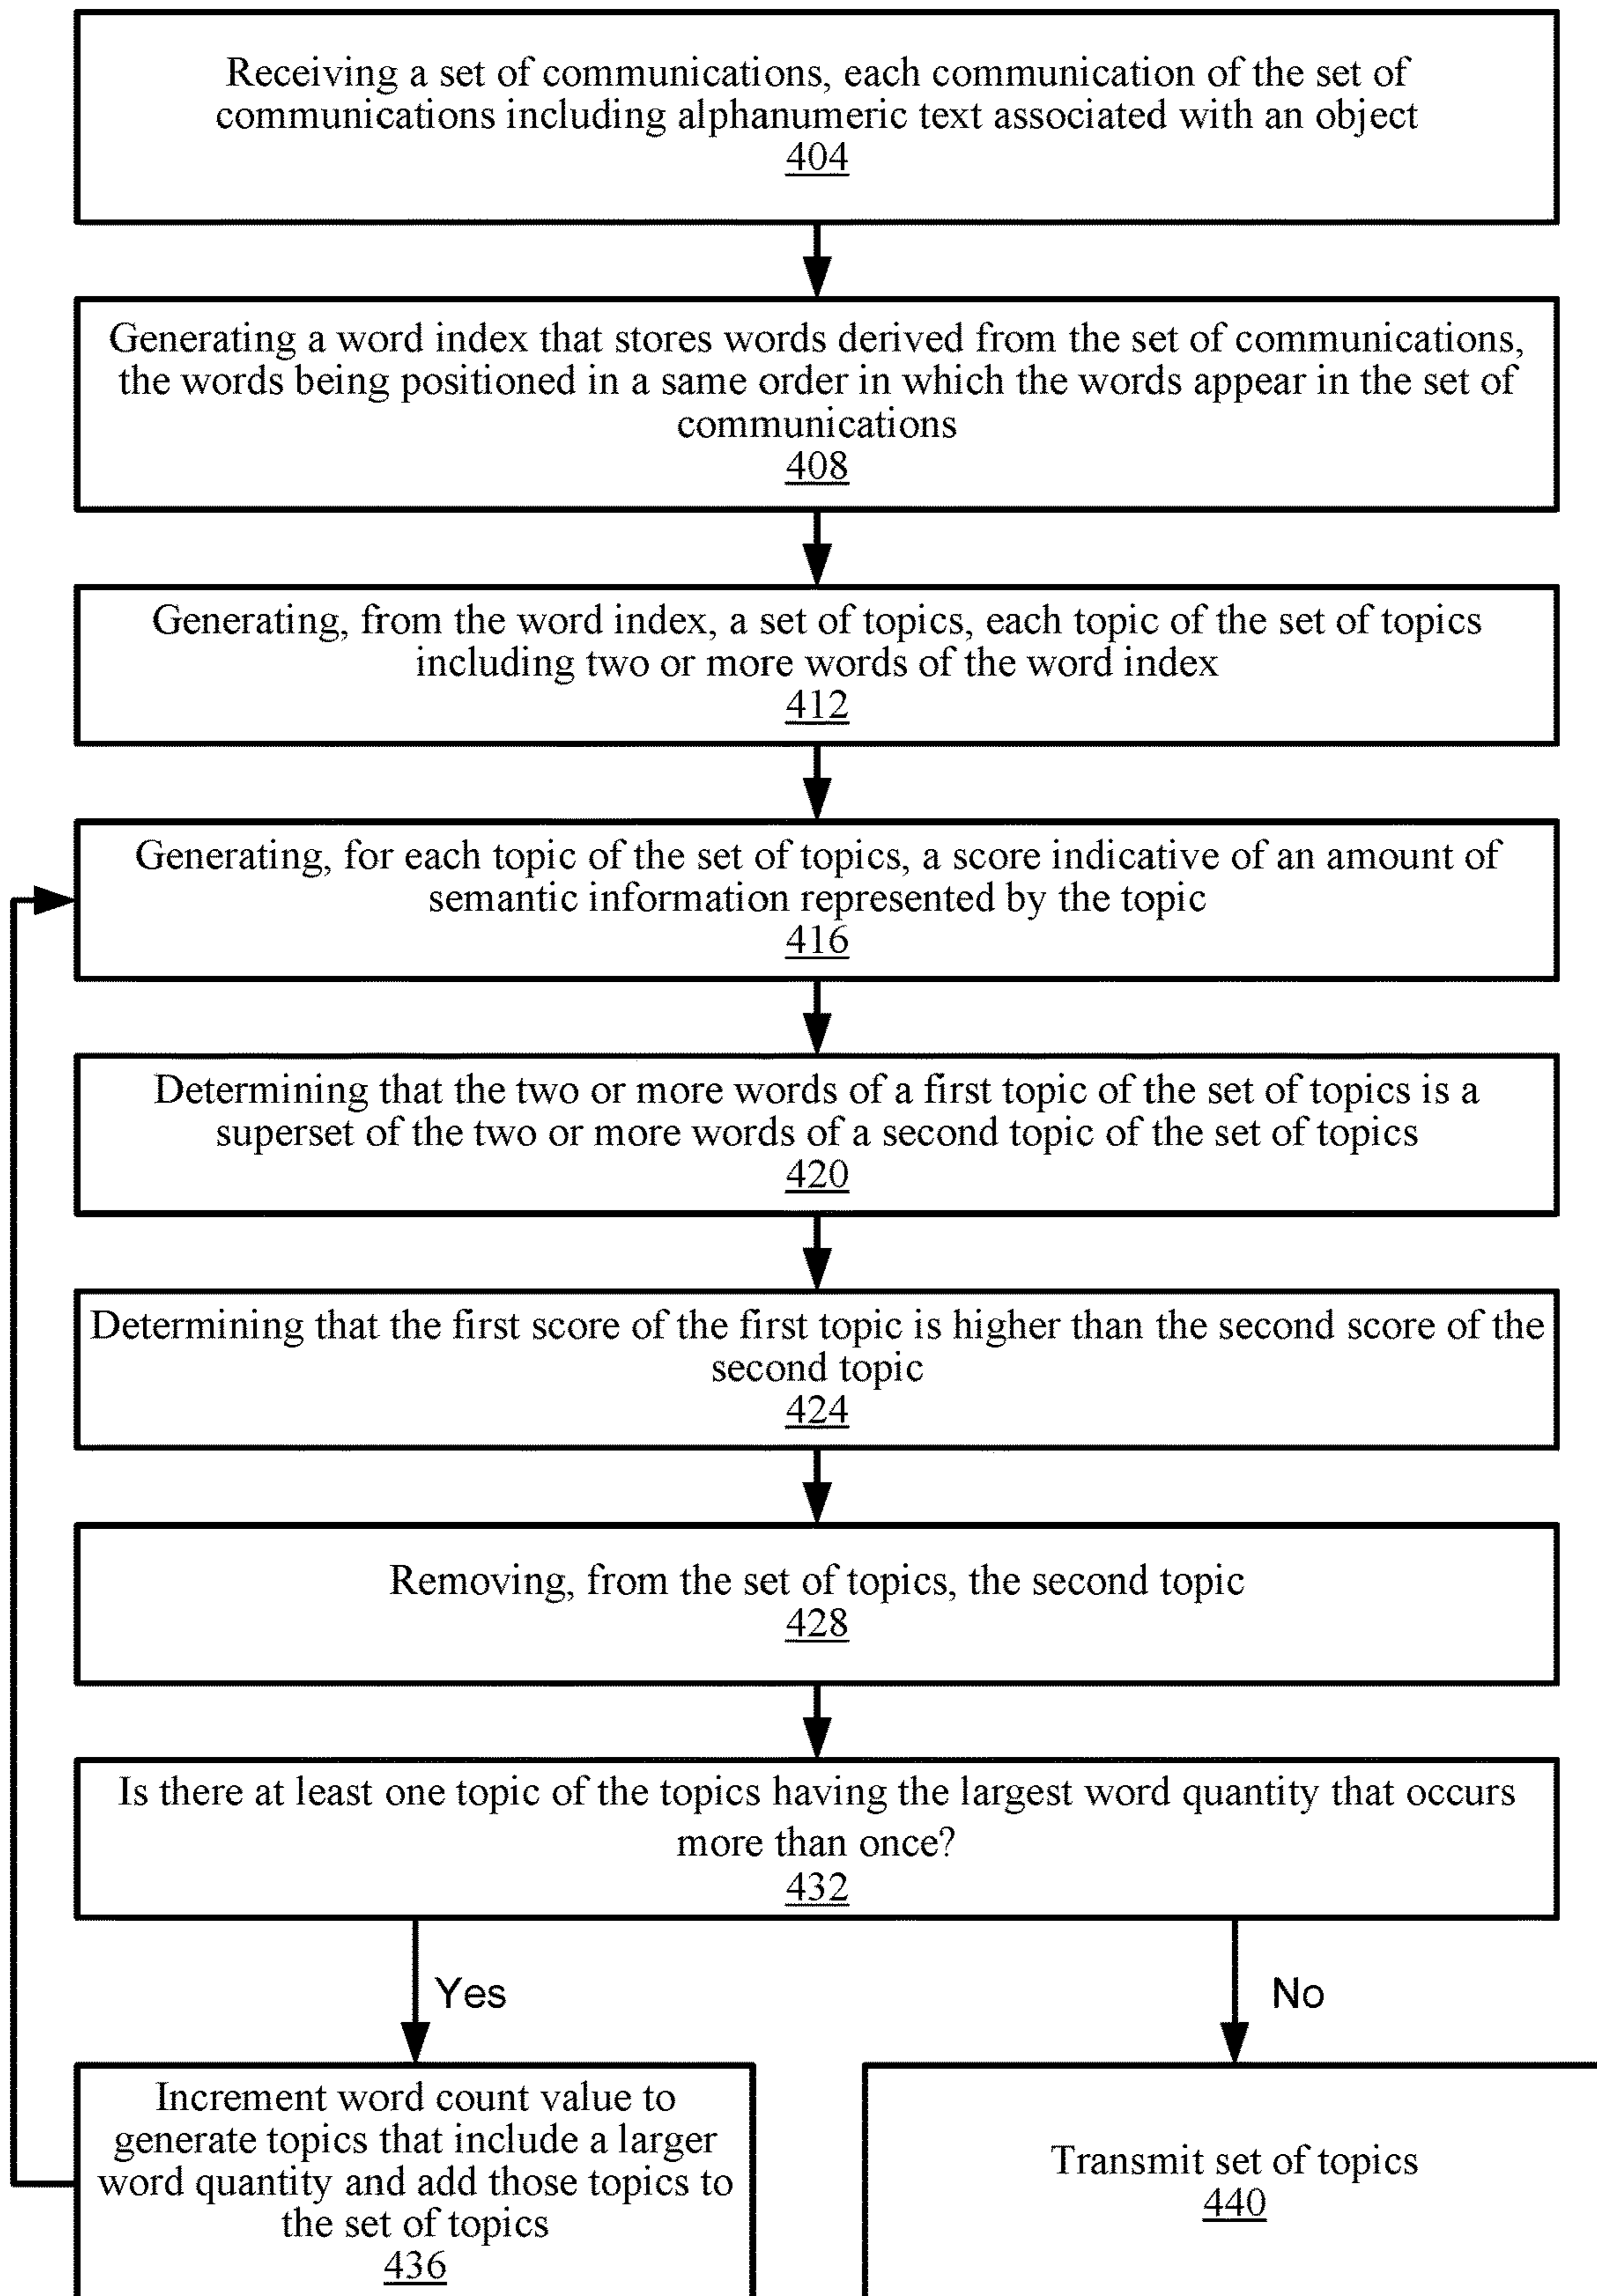 Receiving a set of communications, each communication of the set of
communications including alphanumeric text associated with an object
404
Generating a word index that stores words derived from the set of communications,
the words being positioned in a same order in which the words appear in the set of
communications
408
Generating, from the word index, a set of topics, each topic of the set of topics
including two or more words of the word index
412
Generating, for each topic of the set of topics, a score indicative of an amount of
semantic information represented by the topic
416
Determining that the two or more words of a first topic of the set of topics is a
superset of the two or more words of a second topic of the set of topics
420
Determining that the first score of the first topic is higher than the second score of the
second topic
424
Removing, from the set of topics, the second topic
428
Is there at least one topic of the topics having the largest word quantity that occurs
more than once?
432
Yes
No
Increment word count value to
generate topics that include a larger
word quantity and add those topics to
the set of topics
436
Transmit set of topics
440